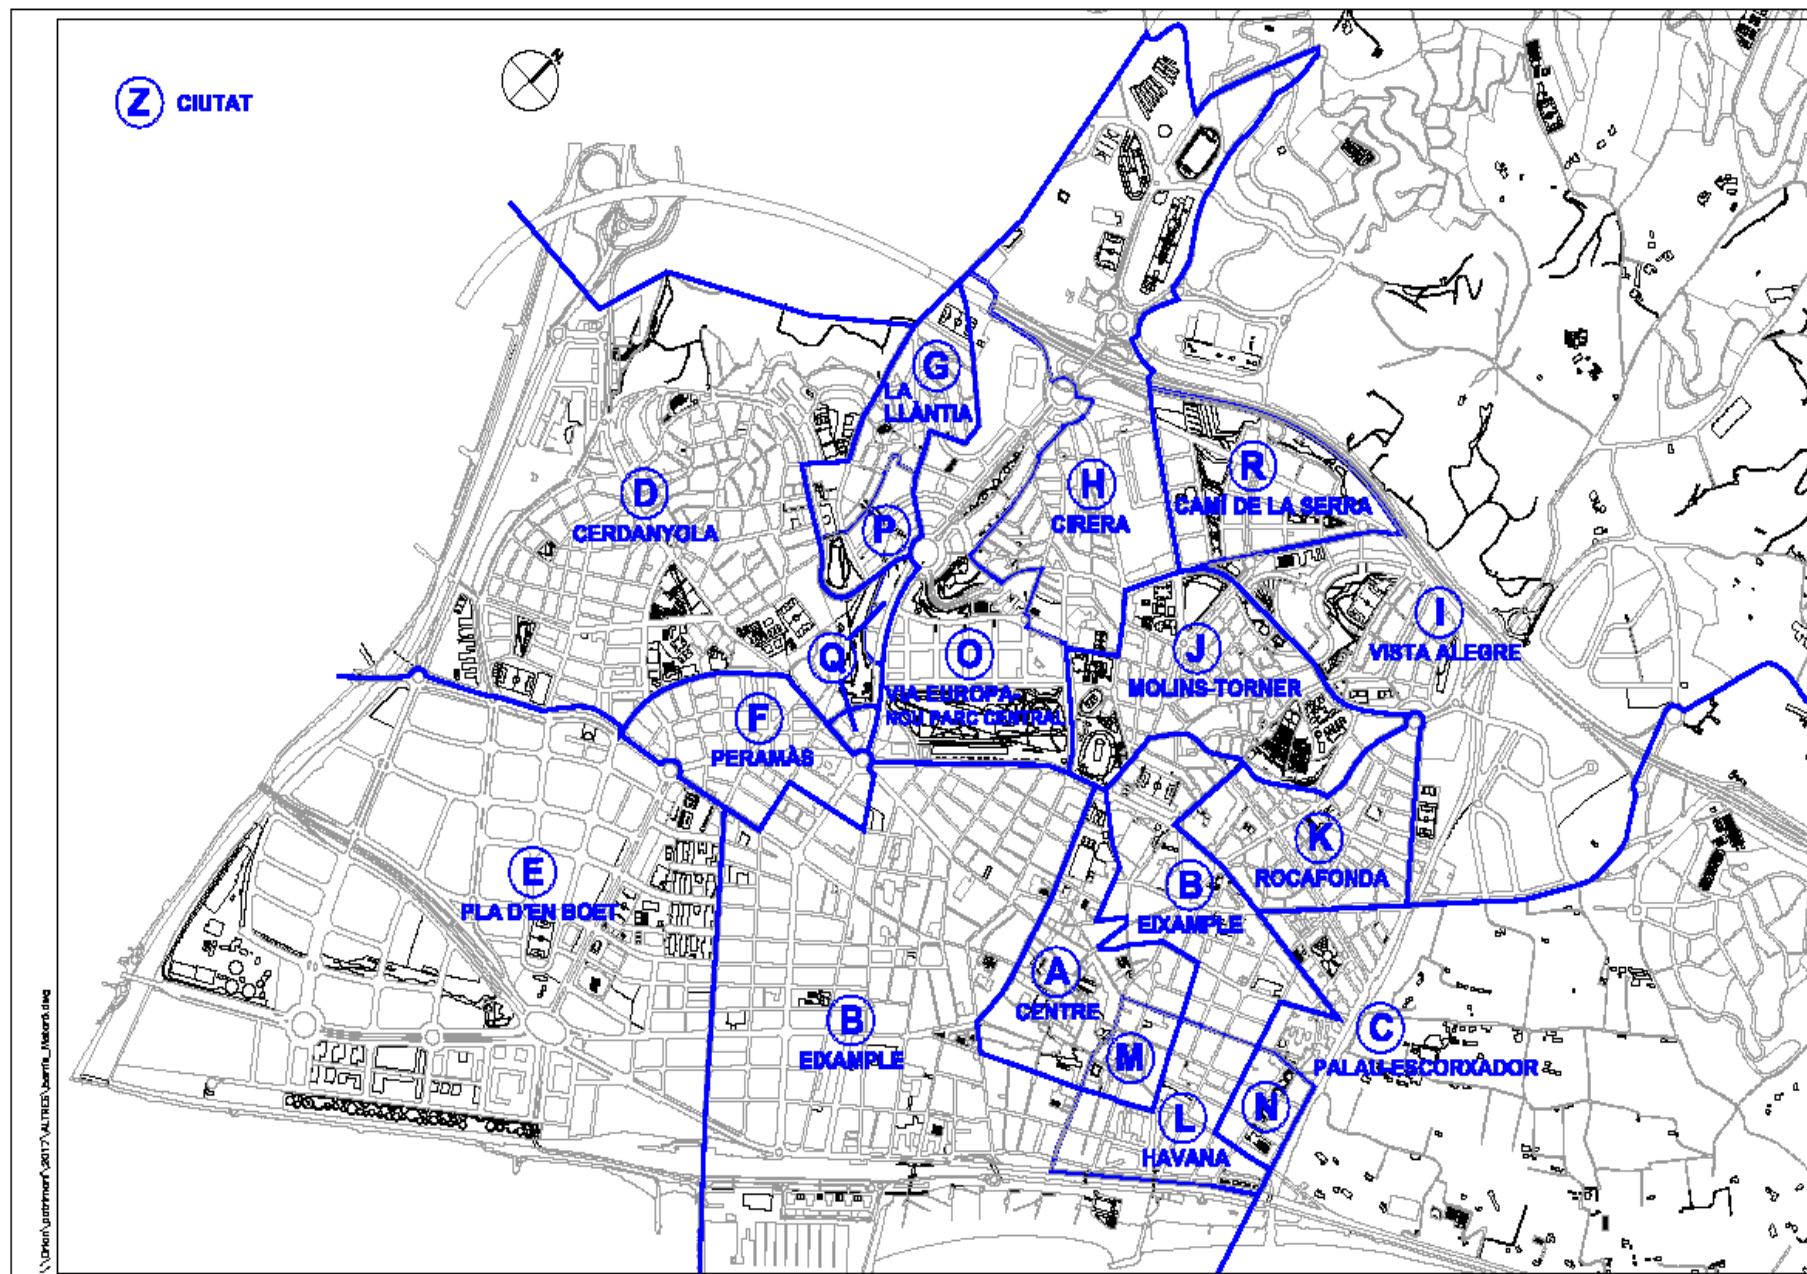 N
Z CIUTAT
G
LA
LLÀNTIA
D
CERDANYOLA
H
CIRERA
R
CAMÍ DE LA SERRA
P
I
VISTA ALEGRE
Q
O
VIA EUROPA-
NOU PARC CENTRAL
J
MOLINS-TORNER
F
PERAMÀS
E
PLA D'EN BOET
K
ROCAFONDA
B
EIXAMPLE
A
CENTRE
B
EIXAMPLE
C
PALAU-ESCORXADOR
M
L
HAVANA
N